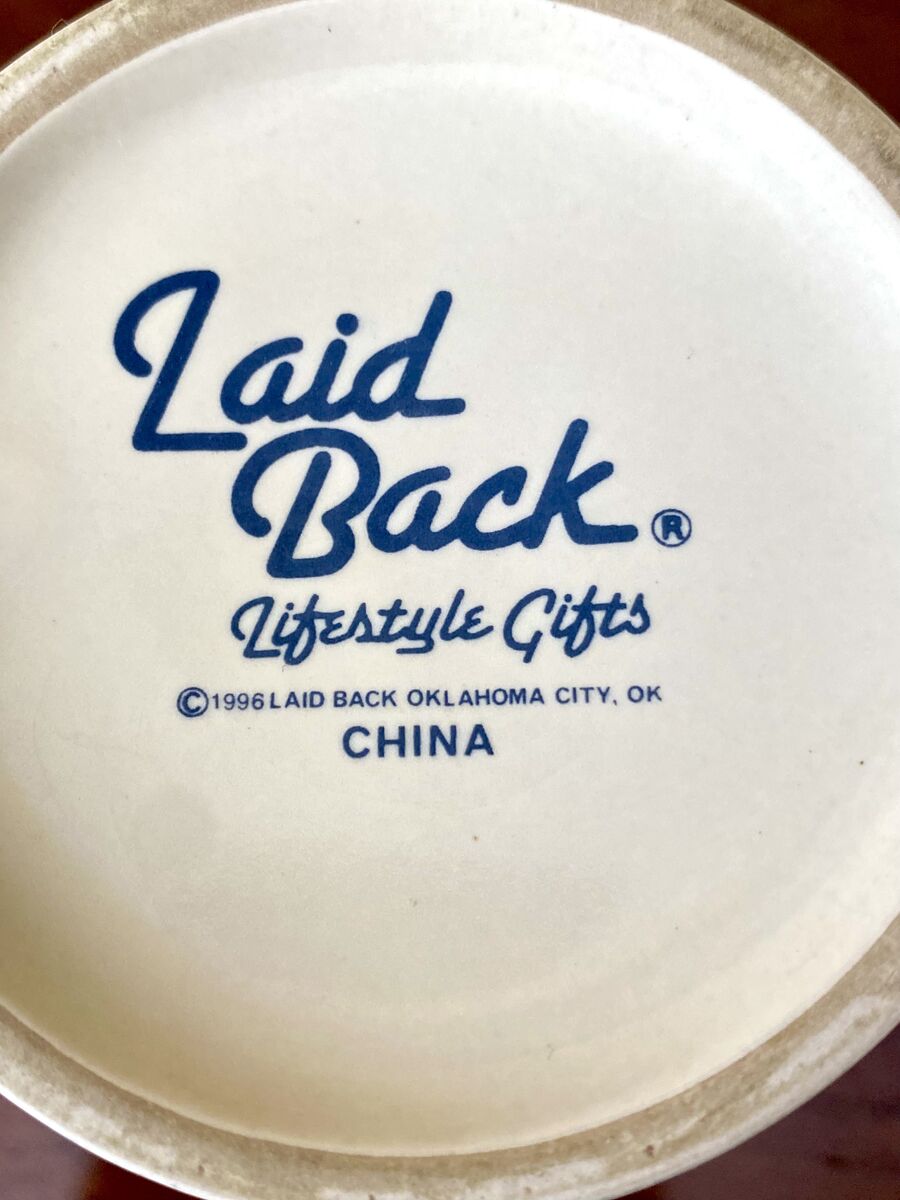 Laid
Back®
Lifestyle Gifts
©1996 LAID BACK OKLAHOMA CITY, OK
CHINA